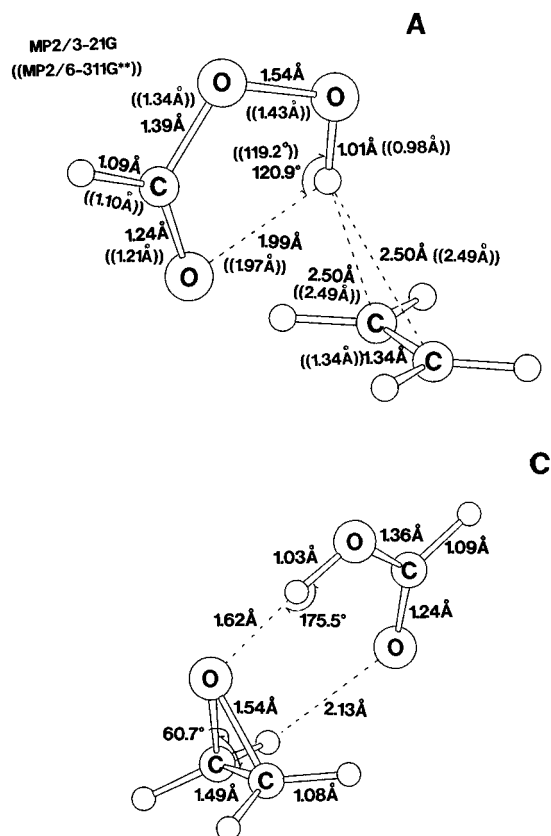 A
MP2/3-21G
((MP2/6-311G**))
O
1.54Å
O
((1.34Å))
((1.43Å))
1.39Å
((119.2°))
1.01Å ((0.98Å))
1.09Å
120.9°
C
((1.10Å))
1.24Å
((1.21Å))
O
1.99Å
((1.97Å))
2.50Å ((2.49Å))
2.50Å
((2.49Å))
C
((1.34Å))1.34Å
C
C
O
1.36Å
1.03Å
C
1.09Å
1.62Å
175.5°
1.24Å
O
O
1.54Å
2.13Å
60.7°
C
C
1.49Å
1.08Å